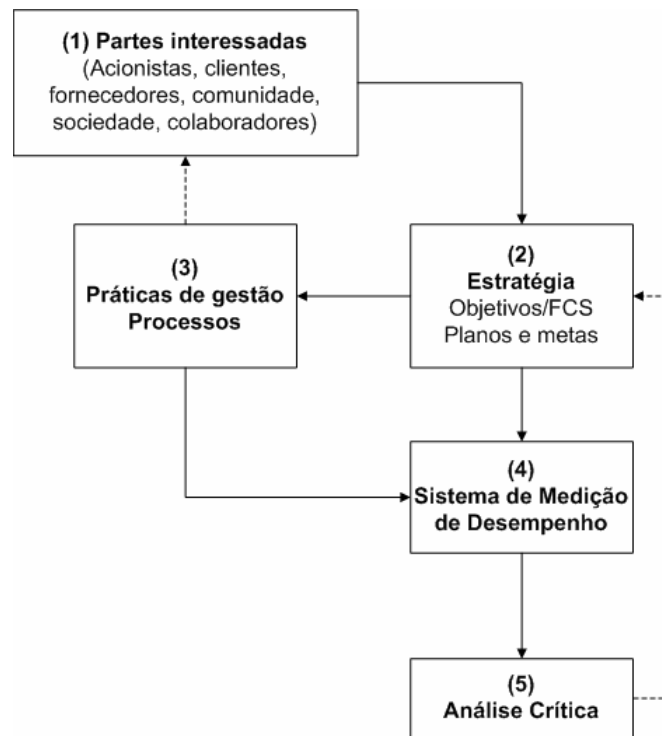 (1) Partes interessadas
(Acionistas, clientes,
fornecedores, comunidade,
sociedade, colaboradores)
(2)
Estratégia
Objetivos/FCS
Planos e metas
(3)
Práticas de gestão
Processos
(4)
Sistema de Medição
de Desempenho
(5)
Análise Crítica